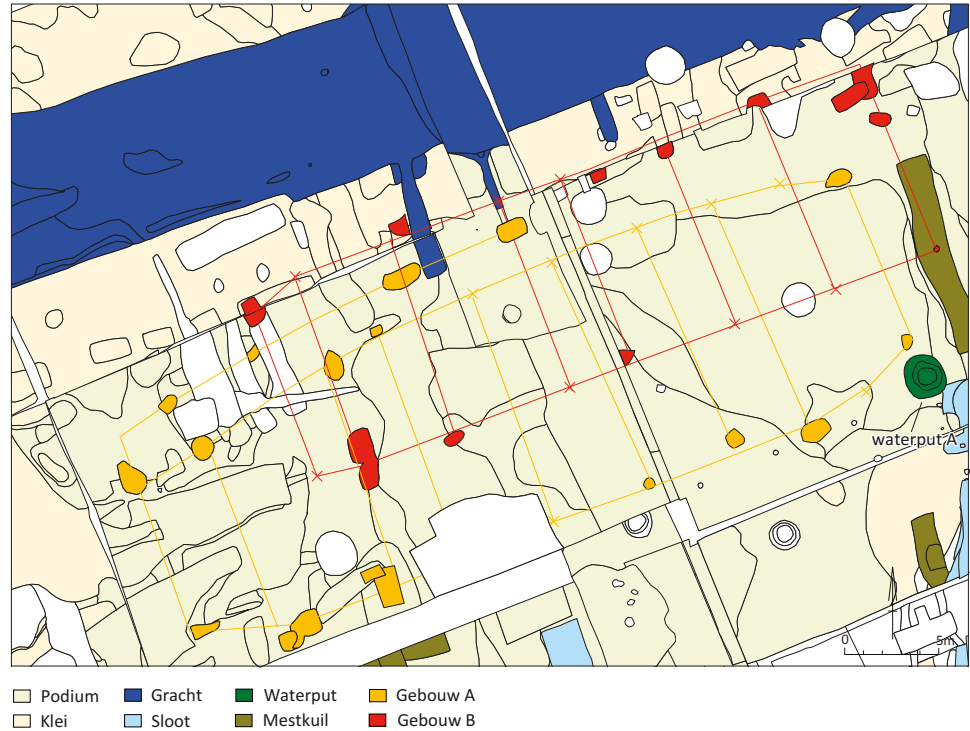 waterput A
0 5m
Podium Gracht Waterput Gebouw A
Klei Sloot Mestkuil Gebouw B